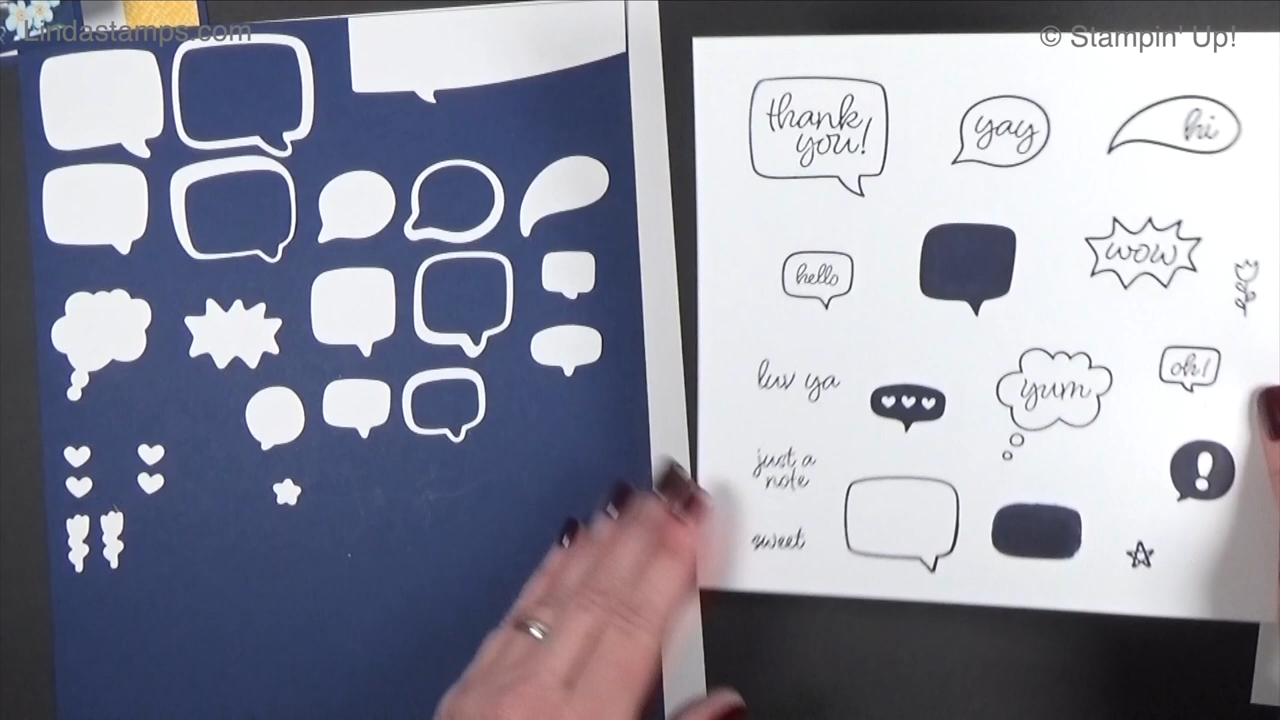 Lindastamps.com
© Stampin' Up!
thank
you!
yay
hi
hello
wow
luv ya
yum
oh!
just a
note
!
sweet